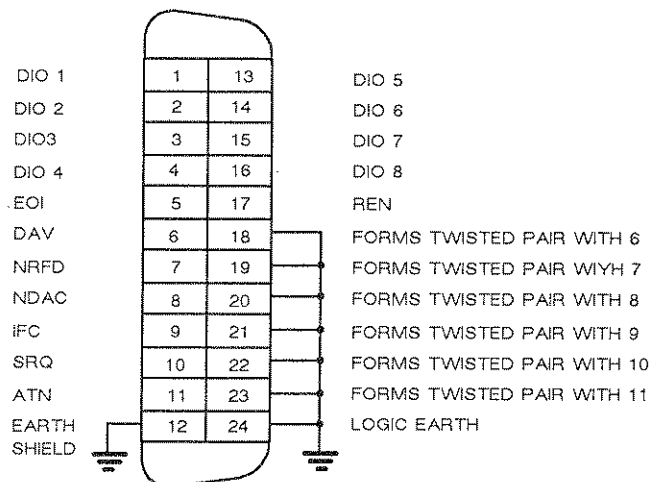 DIO 1 1 13 DIO 5
DIO 2 2 14 DIO 6
DIO3 3 15 DIO 7
DIO 4 4 16 DIO 8
EOI 5 17 REN
DAV 6 18 FORMS TWISTED PAIR WITH 6
NRFD 7 19 FORMS TWISTED PAIR WIYH 7
NDAC 8 20 FORMS TWISTED PAIR WITH 8
IFC 9 21 FORMS TWISTED PAIR WITH 9
SRQ 10 22 FORMS TWISTED PAIR WITH 10
ATN 11 23 FORMS TWISTED PAIR WITH 11
EARTH 12 24 LOGIC EARTH
SHIELD